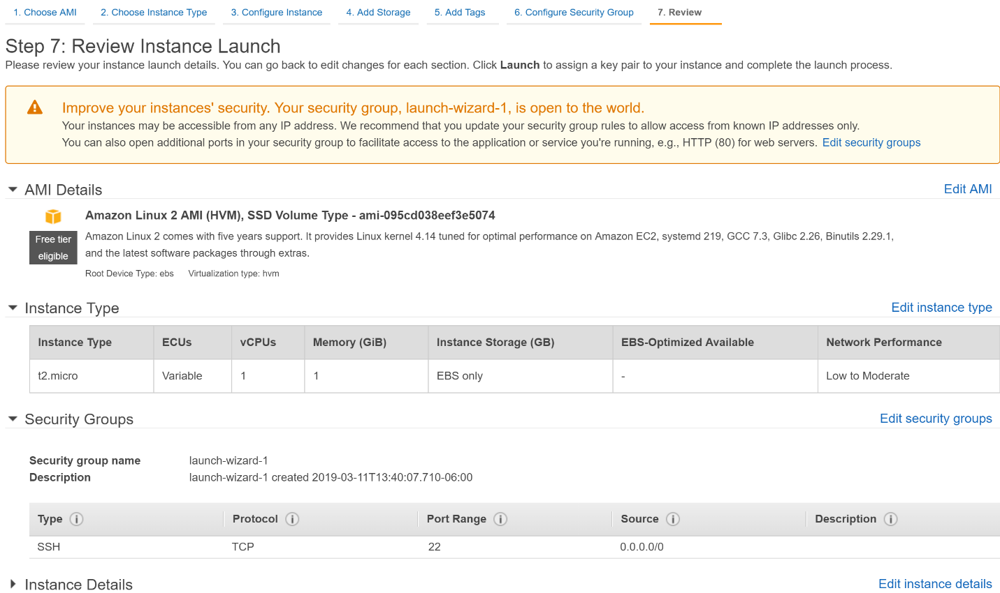 1. Choose AMI 2. Choose Instance Type 3. Configure Instance 4. Add Storage 5. Add Tags 6. Configure Security Group 7. Review
Step 7: Review Instance Launch
Please review your instance launch details. You can go back to edit changes for each section. Click Launch to assign a key pair to your instance and complete the launch process.
Improve your instances' security. Your security group, launch-wizard-1, is open to the world.
Your instances may be accessible from any IP address. We recommend that you update your security group rules to allow access from known IP addresses only.
You can also open additional ports in your security group to facilitate access to the application or service you're running, e.g., HTTP (80) for web servers. Edit security groups
AMI Details Edit AMI
Amazon Linux 2 AMI (HVM), SSD Volume Type - ami-095cd038eef3e5074
Free tier
eligible
Amazon Linux 2 comes with five years support. It provides Linux kernel 4.14 tuned for optimal performance on Amazon EC2, systemd 219, GCC 7.3, Glibc 2.26, Binutils 2.29.1,
and the latest software packages through extras.
Root Device Type: ebs Virtualization type: hvm
Instance Type Edit instance type
Instance Type ECUs vCPUs Memory (GiB) Instance Storage (GB) EBS-Optimized Available Network Performance
t2.micro Variable 1 1 EBS only - Low to Moderate
Security Groups Edit security groups
Security group name launch-wizard-1
Description launch-wizard-1 created 2019-03-11T13:40:07.710-06:00
Type i Protocol i Port Range i Source i Description i
SSH TCP 22 0.0.0.0/0
Instance Details Edit instance details